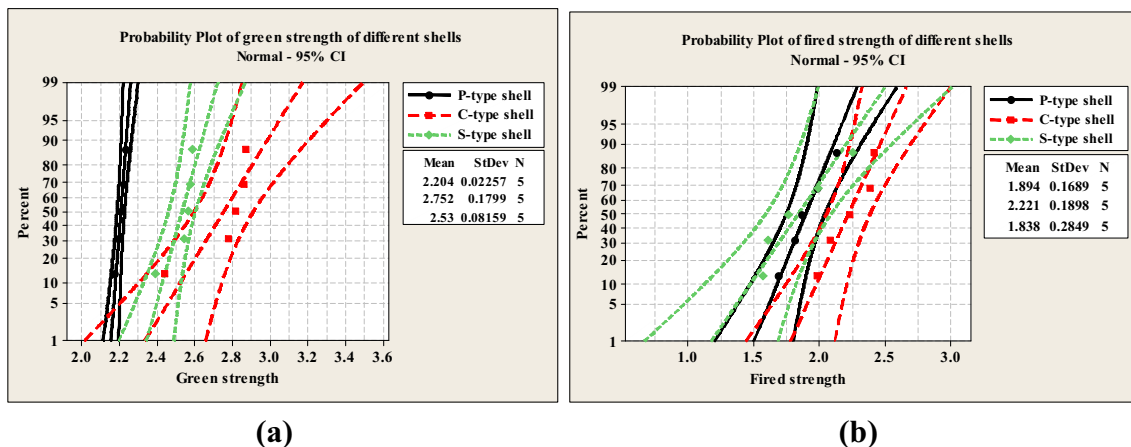 Probability Plot of green strength of different shells
Normal - 95% CI
99
95
90
80
70
60
50
40
30
20
10
5
1
Percent
2.0 2.2 2.4 2.6 2.8 3.0 3.2 3.4 3.6
Green strength
P-type shell
C-type shell
S-type shell
Mean StDev N
2.204 0.02257 5
2.752 0.1799 5
2.53 0.08159 5
(a)
Probability Plot of fired strength of different shells
Normal - 95% CI
99
95
90
80
70
60
50
40
30
20
10
5
1
Percent
1.0 1.5 2.0 2.5 3.0
Fired strength
P-type shell
C-type shell
S-type shell
Mean StDev N
1.894 0.1689 5
2.221 0.1898 5
1.838 0.2849 5
(b)